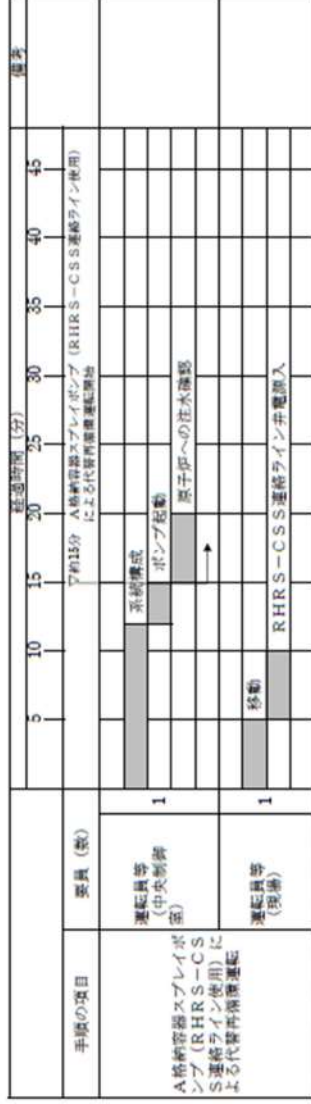 経過時間（分）
備考
5 10 15 20 25 30 35 40 45
手順の項目
要員（数）
▽約15分 A格納容器スプレイポンプ（RHRS－CSS連絡ライン使用）
による代替再循環運転開始
A格納容器スプレイポ
ンプ（RHRS－CS
S連絡ライン使用）に
よる代替再循環運転
運転員等
（中央制御
室）
1
系統構成
ポンプ起動
原子炉への注水確認
運転員等
（現場）
1
移動
RHRS－CSS連絡ライン弁電源入